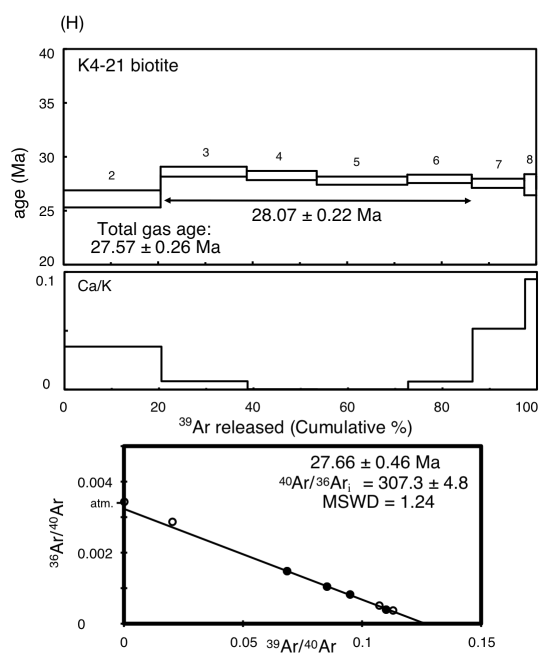 (H)
K4-21 biotite
40
35
30
25
20
age (Ma)
2
3
4
5
6
7
8
28.07 ± 0.22 Ma
Total gas age:
27.57 ± 0.26 Ma
0.1
Ca/K
0
0
20
40
60
80
100
39Ar released (Cumulative %)
27.66 ± 0.46 Ma
40Ar/36Ari = 307.3 ± 4.8
MSWD = 1.24
0.004
atm.
0.002
0
36Ar/40Ar
0
0.05
0.1
0.15
39Ar/40Ar